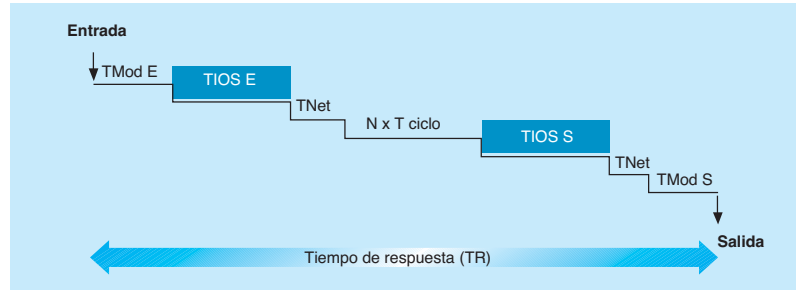 Entrada
TMod E
TIOS E
TNet
N x T ciclo
TIOS S
TNet
TMod S
Salida
Tiempo de respuesta (TR)